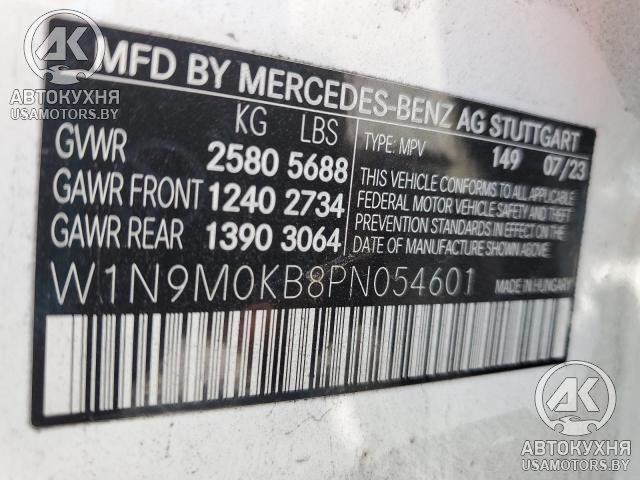 AK
АВТОКУХНЯ
USAMOTORS.BY
MFD BY MERCEDES-BENZ AG STUTTGART
KG LBS
GVWR 2580 5688
GAWR FRONT 1240 2734
GAWR REAR 1390 3064
TYPE: MPV 149 07/23
THIS VEHICLE CONFORMS TO ALL APPLICABLE
FEDERAL MOTOR VEHICLE SAFETY AND THEFT
PREVENTION STANDARDS IN EFFECT ON THE
DATE OF MANUFACTURE SHOWN ABOVE.
W1N9M0KB8PN054601
MADE IN HUNGARY
AK
АВТОКУХНЯ
USAMOTORS.BY